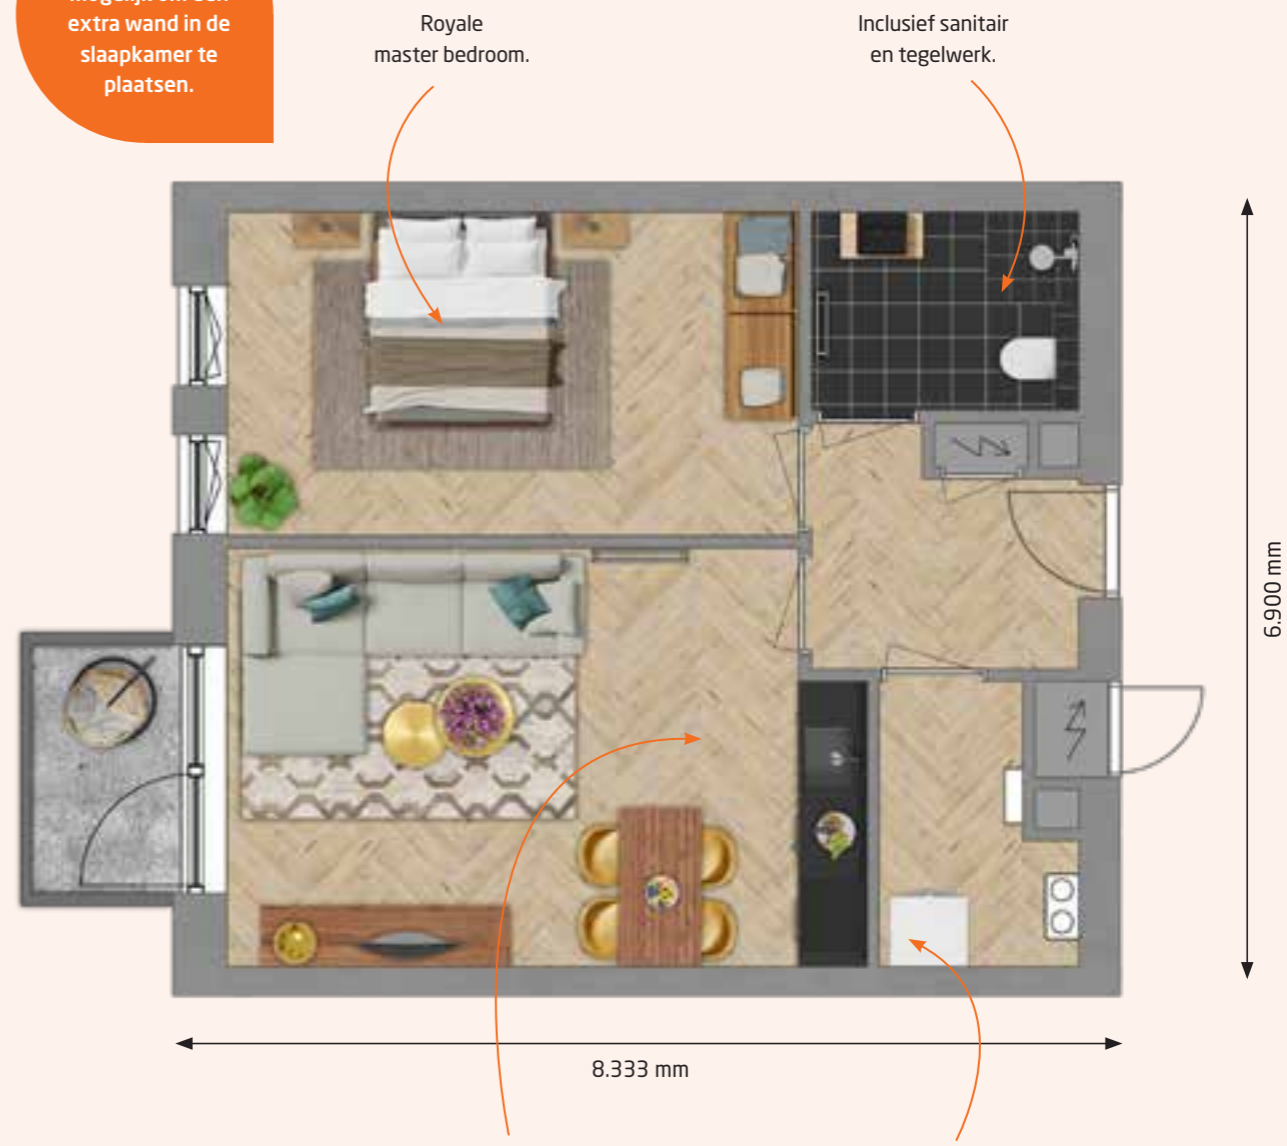 extra wand in de
slaapkamer te
plaatsen.
Royale
master bedroom.
Inclusief sanitair
en tegelwerk.
6.900 mm
8.333 mm